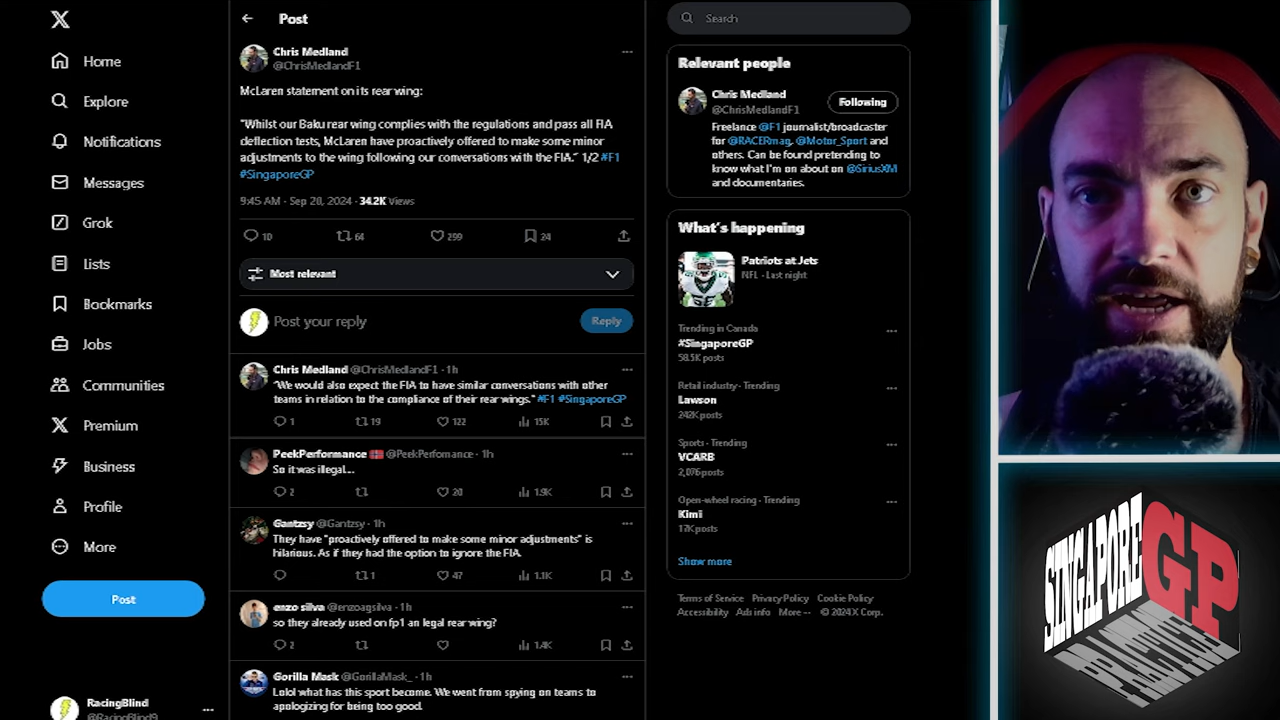 Home
Explore
Notifications
Messages
Grok
Lists
Bookmarks
Jobs
Communities
Premium
Business
Profile
More
Post
RacingBlind
@RacingBlind9
Post
Chris Medland
@ChrisMedlandF1
McLaren statement on its rear wing:
"Whilst our Baku rear wing complies with the regulations and pass all FIA
deflection tests, McLaren have proactively offered to make some minor
adjustments to the wing following our conversations with the FIA." 1/2 #F1
#SingaporeGP
9:45 AM · Sep 20, 2024 · 34.2K Views
10 64 299 24
Most relevant
Post your reply
Reply
Chris Medland @ChrisMedlandF1 · 1h
"We would also expect the FIA to have similar conversations with other
teams in relation to the compliance of their rear wings." #F1 #SingaporeGP
1 19 122 15K
PeekPerformance @PeekPerfomance · 1h
So it was illegal....
2 20 1.9K
Gantzsy @Gantzsy · 1h
They have "proactively offered to make some minor adjustments" is
hilarious. As if they had the option to ignore the FIA.
1 47 1.1K
enzo silva @enzoagsilva · 1h
so they already used on fp1 an legal rear wing?
2 1.4K
Gorilla Mask @GorillaMask_ · 1h
Lolol what has this sport become. We went from spying on teams to
apologizing for being too good.
Search
Relevant people
Chris Medland
@ChrisMedlandF1
Following
Freelance @F1 journalist/broadcaster
for @RACERmag, @Motor_Sport and
others. Can be found pretending to
know what I'm on about on @SiriusXM
and documentaries.
What's happening
Patriots at Jets
NFL · Last night
Trending in Canada
#SingaporeGP
58.5K posts
Retail industry · Trending
Lawson
242K posts
Sports · Trending
VCARB
2,076 posts
Open-wheel racing · Trending
Kimi
17K posts
Show more
Terms of Service Privacy Policy Cookie Policy
Accessibility Ads info More ··· © 2024 X Corp.
SINGAPORE
GP
PRACTICE